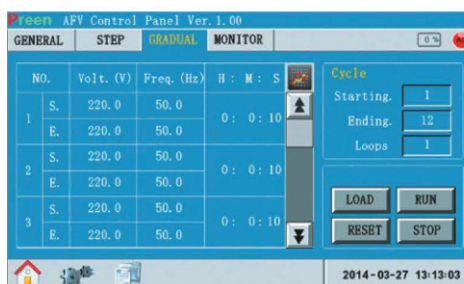 Preen AFV Control Panel Ver. 1.00
GENERAL STEP GRADUAL MONITOR 0 %
NO. Volt. (V) Freq. (Hz) H : M : S
1 S. 220.0 50.0 0 : 0 : 10
E. 220.0 50.0
2 S. 220.0 50.0 0 : 0 : 10
E. 220.0 50.0
3 S. 220.0 50.0 0 : 0 : 10
E. 220.0 50.0
Cycle
Starting. 1
Ending. 12
Loops 1
LOAD RUN
RESET STOP
2014-03-27 13:13:03